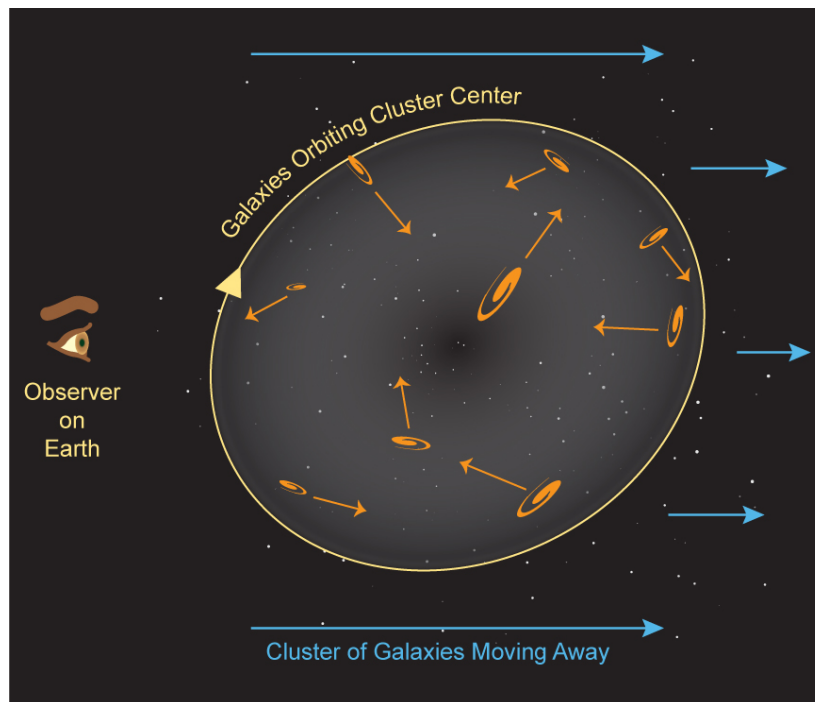 Galaxies Orbiting Cluster Center
Observer
on
Earth
Cluster of Galaxies Moving Away